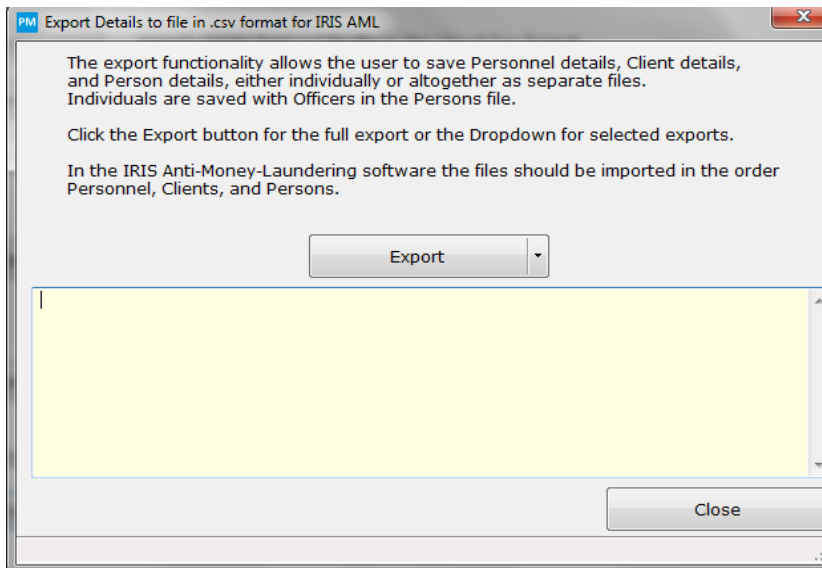 PM Export Details to file in .csv format for IRIS AML
x
The export functionality allows the user to save Personnel details, Client details,
and Person details, either individually or altogether as separate files.
Individuals are saved with Officers in the Persons file.
Click the Export button for the full export or the Dropdown for selected exports.
In the IRIS Anti-Money-Laundering software the files should be imported in the order
Personnel, Clients, and Persons.
Export
Close